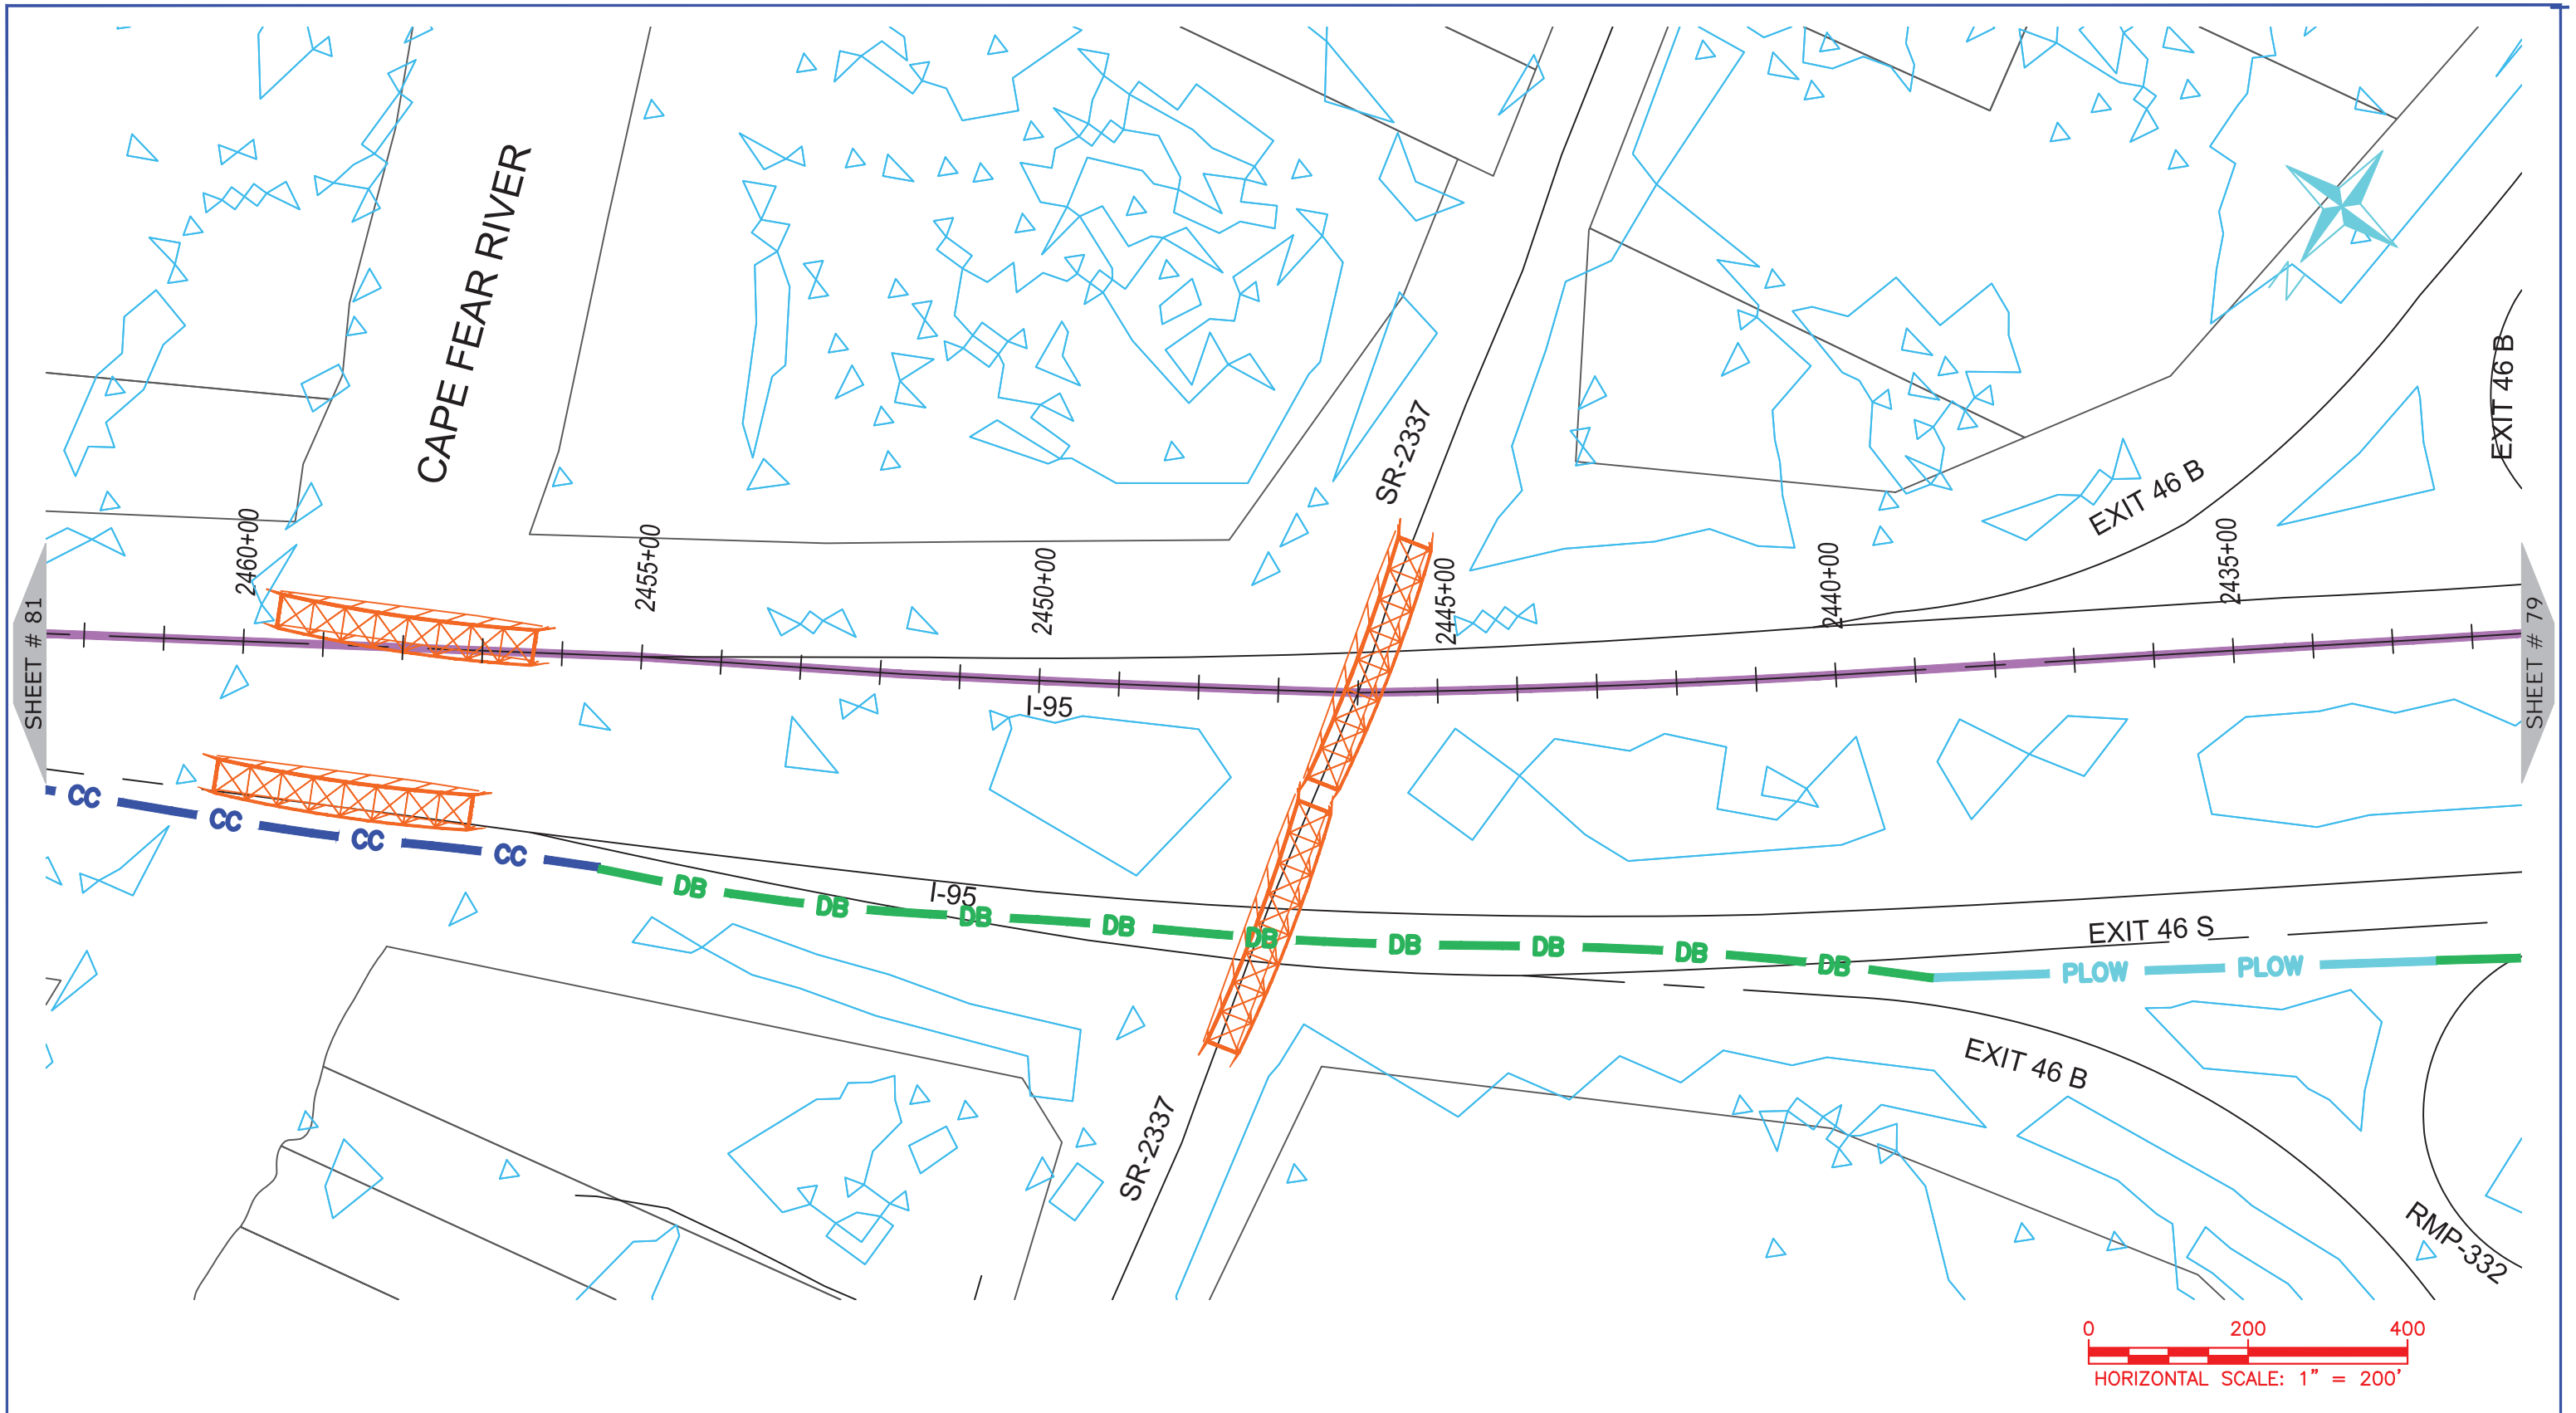 CAPE FEAR RIVER
SR-2337
EXIT 46 B
EXIT 46 B
2460+00
2455+00
2450+00
2445+00
2440+00
2435+00
SHEET # 81
SHEET # 79
I-95
CC
CC
CC
CC
I-95
DB
DB
DB
DB
DB
DB
DB
DB
DB
EXIT 46 S
PLOW
PLOW
EXIT 46 B
SR-2337
RMP-332
N
0 200 400
HORIZONTAL SCALE: 1" = 200'